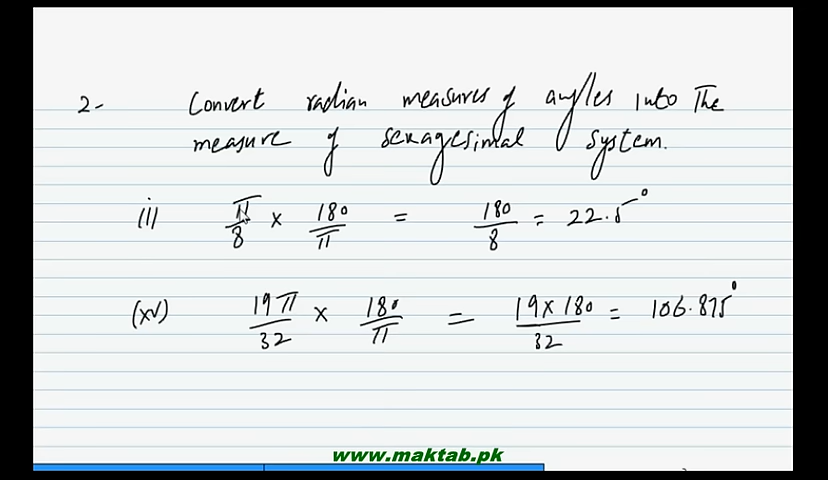 2- Convert radian measures of angles into The
measure of sexagesimal system.
(i) π/8 × 180/π = 180/8 = 22.5°
(xv) 19π/32 × 180/π = 19×180/32 = 106.875°
www.maktab.pk